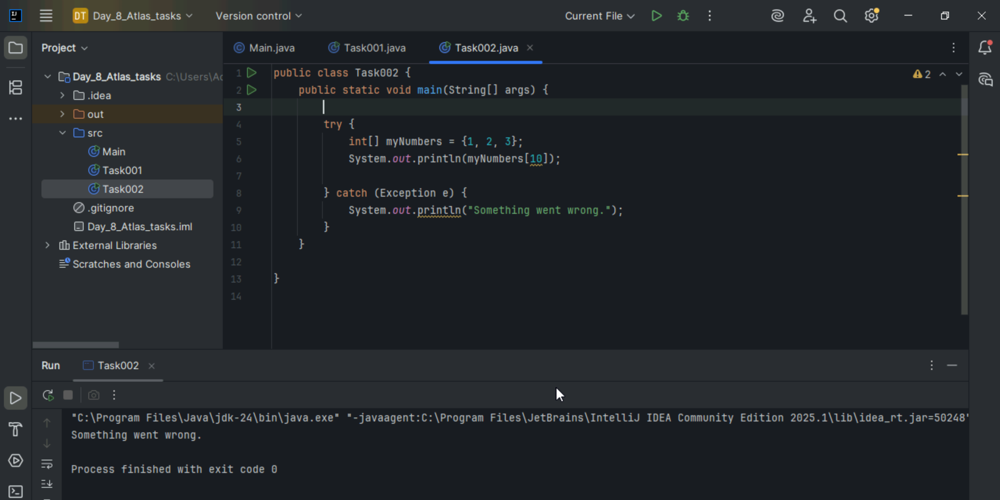 DT Day_8_Atlas_tasks Version control Current File
Project
Main.java Task001.java Task002.java
Day_8_Atlas_tasks C:\Users\Ac
.idea
out
src
Main
Task001
Task002
.gitignore
Day_8_Atlas_tasks.iml
External Libraries
Scratches and Consoles
2
1 public class Task002 {
2 public static void main(String[] args) {
3
4 try {
5 int[] myNumbers = {1, 2, 3};
6 System.out.println(myNumbers[10]);
7
8 } catch (Exception e) {
9 System.out.println("Something went wrong.");
10 }
11 }
12
13 }
14
Run Task002
"C:\Program Files\Java\jdk-24\bin\java.exe" "-javaagent:C:\Program Files\JetBrains\IntelliJ IDEA Community Edition 2025.1\lib\idea_rt.jar=50248"
Something went wrong.
Process finished with exit code 0